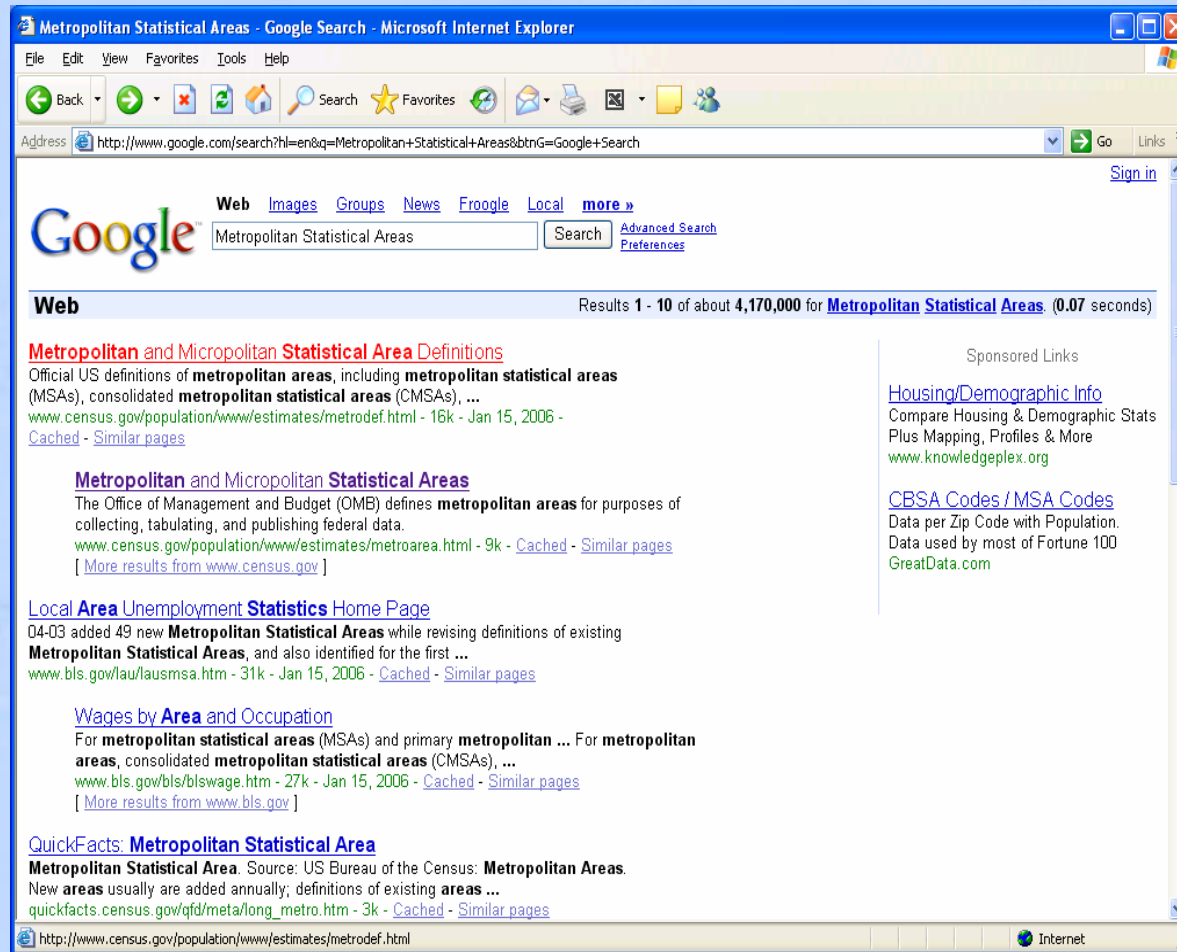 Metropolitan Statistical Areas - Google Search - Microsoft Internet Explorer
File Edit View Favorites Tools Help
Back Search Favorites
Address http://www.google.com/search?hl=en&q=Metropolitan+Statistical+Areas&btnG=Google+Search Go Links
Sign in
Web Images Groups News Froogle Local more »
Google™ Metropolitan Statistical Areas Search Advanced Search
Preferences
Web Results 1 - 10 of about 4,170,000 for Metropolitan Statistical Areas. (0.07 seconds)
Metropolitan and Micropolitan Statistical Area Definitions
Official US definitions of metropolitan areas, including metropolitan statistical areas
(MSAs), consolidated metropolitan statistical areas (CMSAs), ...
www.census.gov/population/www/estimates/metrodef.html - 16k - Jan 15, 2006 -
Cached - Similar pages
Metropolitan and Micropolitan Statistical Areas
The Office of Management and Budget (OMB) defines metropolitan areas for purposes of
collecting, tabulating, and publishing federal data.
www.census.gov/population/www/estimates/metroarea.html - 9k - Cached - Similar pages
[ More results from www.census.gov ]
Local Area Unemployment Statistics Home Page
04-03 added 49 new Metropolitan Statistical Areas while revising definitions of existing
Metropolitan Statistical Areas, and also identified for the first ...
www.bls.gov/lau/lausmsa.htm - 31k - Jan 15, 2006 - Cached - Similar pages
Wages by Area and Occupation
For metropolitan statistical areas (MSAs) and primary metropolitan ... For metropolitan
areas, consolidated metropolitan statistical areas (CMSAs), ...
www.bls.gov/bls/blswage.htm - 27k - Jan 15, 2006 - Cached - Similar pages
[ More results from www.bls.gov ]
QuickFacts: Metropolitan Statistical Area
Metropolitan Statistical Area. Source: US Bureau of the Census: Metropolitan Areas.
New areas usually are added annually; definitions of existing areas ...
quickfacts.census.gov/qfd/meta/long_metro.htm - 3k - Cached - Similar pages
Sponsored Links
Housing/Demographic Info
Compare Housing & Demographic Stats
Plus Mapping, Profiles & More
www.knowledgeplex.org
CBSA Codes / MSA Codes
Data per Zip Code with Population.
Data used by most of Fortune 100
GreatData.com
http://www.census.gov/population/www/estimates/metrodef.html Internet